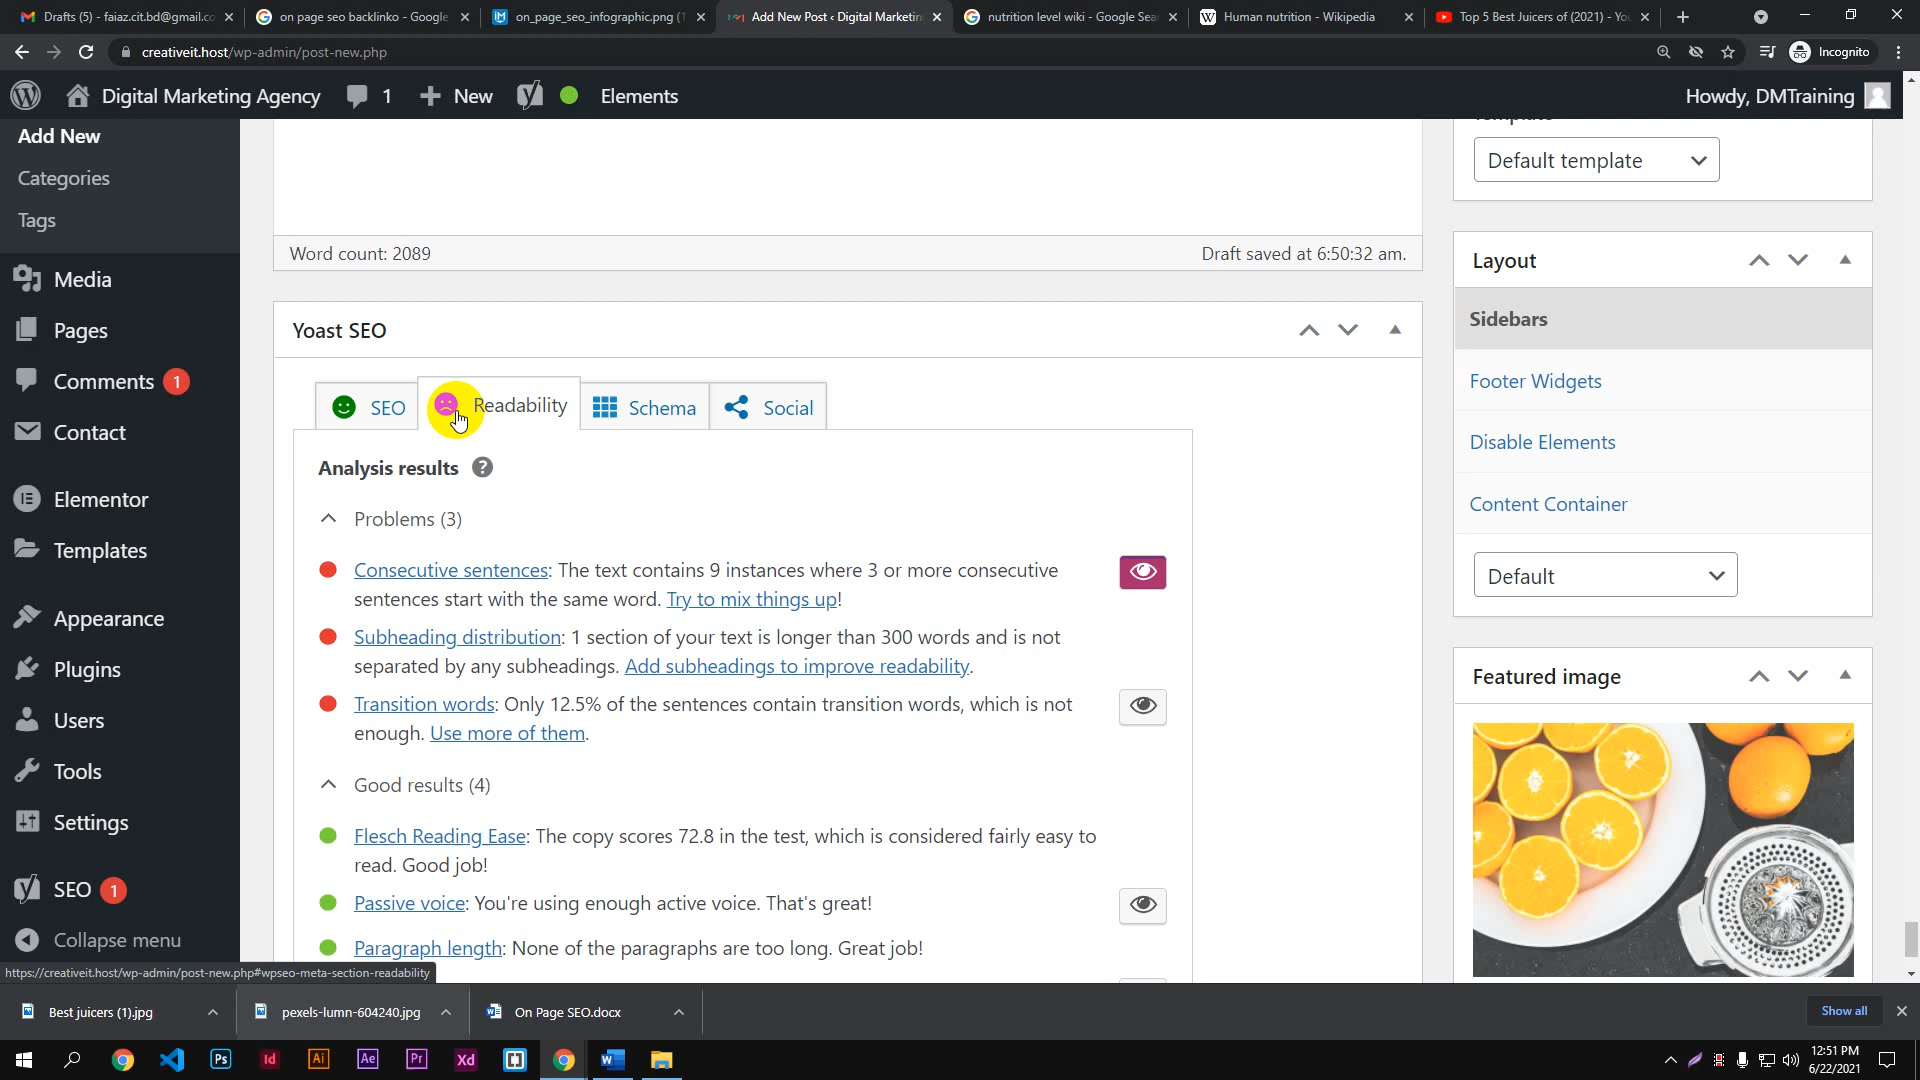 Drafts (5) - faiaz.cit.bd@gmail.co
on page seo backlinko - Google
on_page_seo_infographic.png (1
Add New Post ‹ Digital Marketin
nutrition level wiki - Google Sea
Human nutrition - Wikipedia
Top 5 Best Juicers of (2021) - You
creativeit.host/wp-admin/post-new.php
Incognito
Digital Marketing Agency
1
New
Elements
Howdy, DMTraining
Add New
Categories
Tags
Media
Pages
Comments 1
Contact
Elementor
Templates
Appearance
Plugins
Users
Tools
Settings
SEO 1
Collapse menu
Word count: 2089
Draft saved at 6:50:32 am.
Yoast SEO
SEO
Readability
Schema
Social
Analysis results
Problems (3)
Consecutive sentences: The text contains 9 instances where 3 or more consecutive
sentences start with the same word. Try to mix things up!
Subheading distribution: 1 section of your text is longer than 300 words and is not
separated by any subheadings. Add subheadings to improve readability.
Transition words: Only 12.5% of the sentences contain transition words, which is not
enough. Use more of them.
Good results (4)
Flesch Reading Ease: The copy scores 72.8 in the test, which is considered fairly easy to
read. Good job!
Passive voice: You're using enough active voice. That's great!
Paragraph length: None of the paragraphs are too long. Great job!
Default template
Layout
Sidebars
Footer Widgets
Disable Elements
Content Container
Default
Featured image
https://creativeit.host/wp-admin/post-new.php#wpseo-meta-section-readability
Best juicers (1).jpg
pexels-lumn-604240.jpg
On Page SEO.docx
Show all
Ps
Id
Ai
Ae
Pr
Xd
12:51 PM
6/22/2021